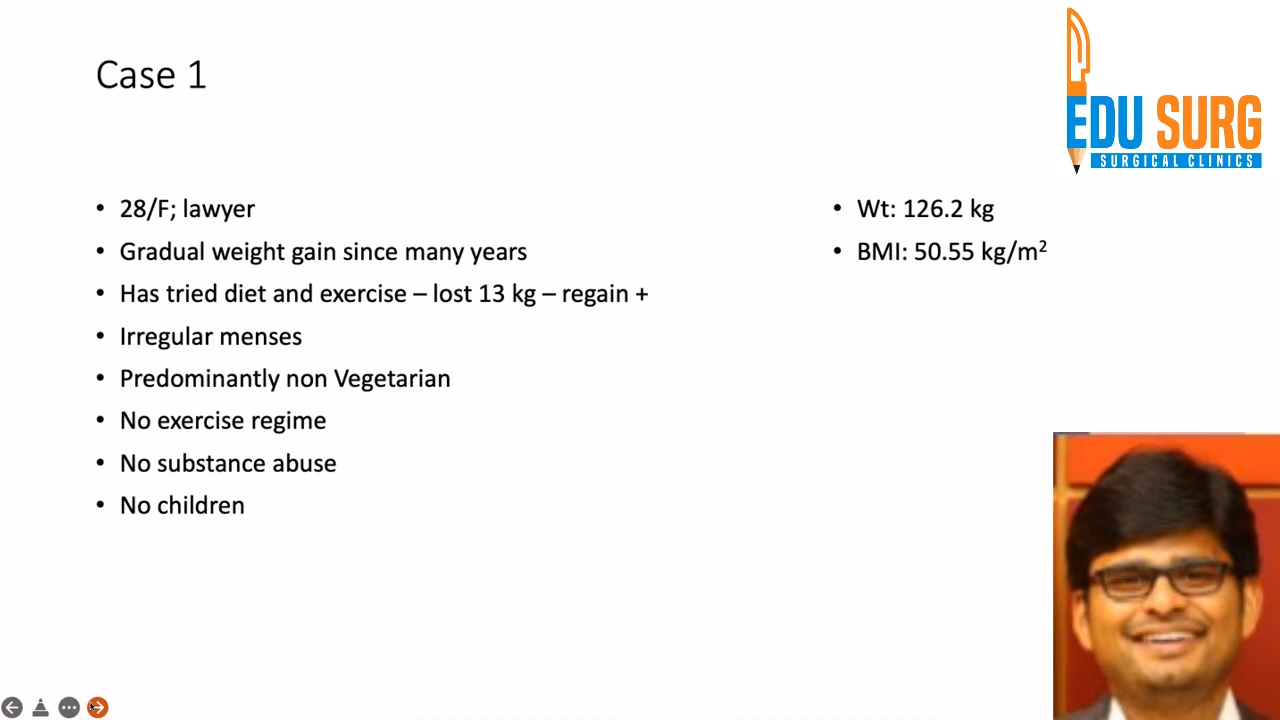 Case 1
EDU SURG
SURGICAL CLINICS
• 28/F; lawyer
• Gradual weight gain since many years
• Has tried diet and exercise – lost 13 kg – regain +
• Irregular menses
• Predominantly non Vegetarian
• No exercise regime
• No substance abuse
• No children
• Wt: 126.2 kg
• BMI: 50.55 kg/m²